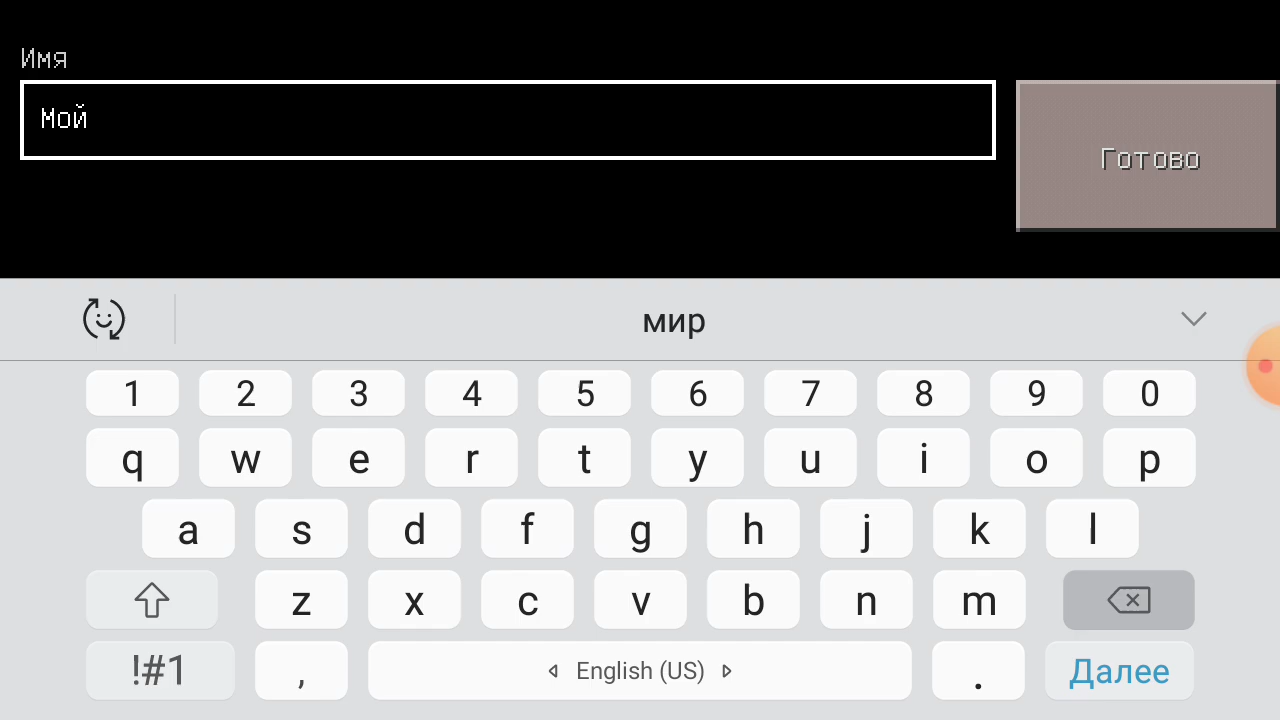 Имя
Мой
Готово
мир
1 2 3 4 5 6 7 8 9 0
q w e r t y u i o p
a s d f g h j k l
z x c v b n m
!#1 , English (US) . Далее